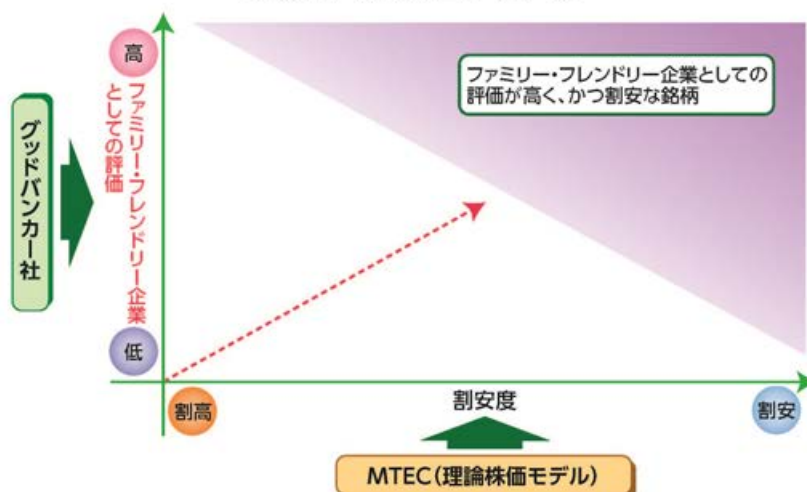 高
ファミリー・フレンドリー企業としての
評価が高く、かつ割安な銘柄
グッドバンカー社
ファミリー・フレンドリー企業
としての評価
低
割高
割安度
割安
MTEC(理論株価モデル)